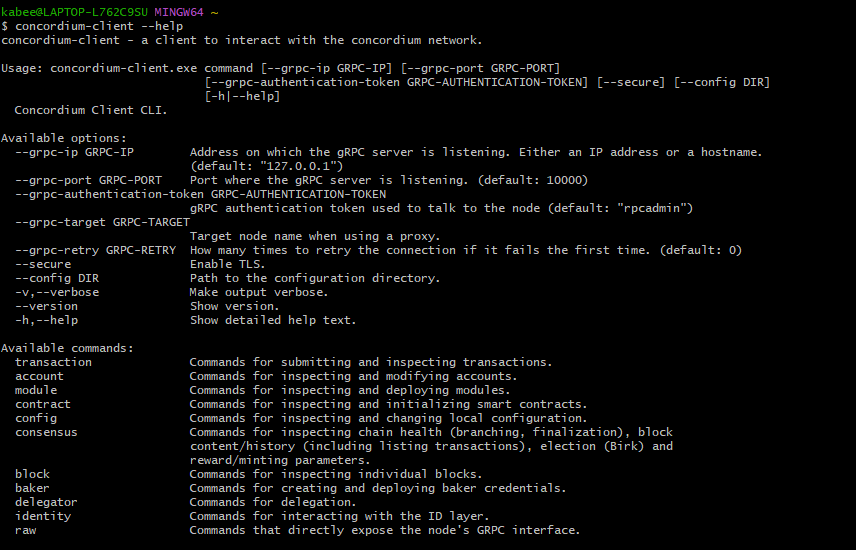 kabee@LAPTOP-L762C9SU MINGW64 ~
$ concordium-client --help
concordium-client - a client to interact with the concordium network.
Usage: concordium-client.exe command [--grpc-ip GRPC-IP] [--grpc-port GRPC-PORT]
[--grpc-authentication-token GRPC-AUTHENTICATION-TOKEN] [--secure] [--config DIR]
[-h|--help]
Concordium Client CLI.
Available options:
--grpc-ip GRPC-IP Address on which the gRPC server is listening. Either an IP address or a hostname.
(default: "127.0.0.1")
--grpc-port GRPC-PORT Port where the gRPC server is listening. (default: 10000)
--grpc-authentication-token GRPC-AUTHENTICATION-TOKEN
gRPC authentication token used to talk to the node (default: "rpcadmin")
--grpc-target GRPC-TARGET
Target node name when using a proxy.
--grpc-retry GRPC-RETRY How many times to retry the connection if it fails the first time. (default: 0)
--secure Enable TLS.
--config DIR Path to the configuration directory.
-v,--verbose Make output verbose.
--version Show version.
-h,--help Show detailed help text.
Available commands:
transaction Commands for submitting and inspecting transactions.
account Commands for inspecting and modifying accounts.
module Commands for inspecting and deploying modules.
contract Commands for inspecting and initializing smart contracts.
config Commands for inspecting and changing local configuration.
consensus Commands for inspecting chain health (branching, finalization), block
content/history (including listing transactions), election (Birk) and
reward/minting parameters.
block Commands for inspecting individual blocks.
baker Commands for creating and deploying baker credentials.
delegator Commands for delegation.
identity Commands for interacting with the ID layer.
raw Commands that directly expose the node's GRPC interface.